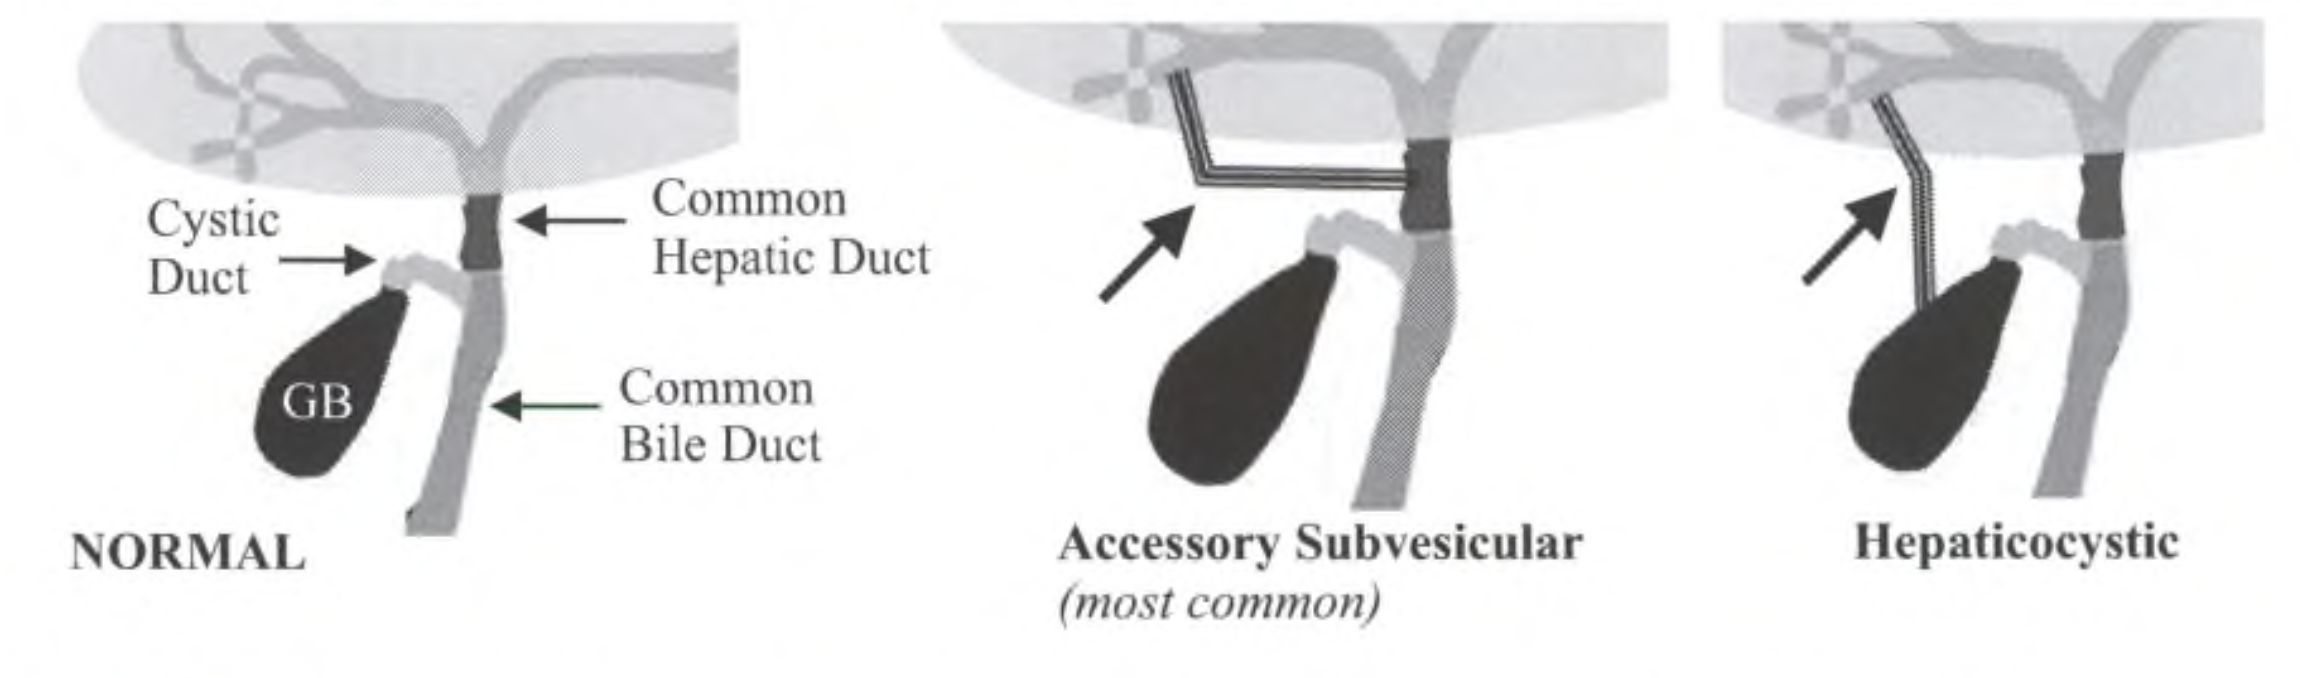 Cystic
Duct
Common
Hepatic Duct
GB
Common
Bile Duct
NORMAL
Accessory Subvesicular
(most common)
Hepaticocystic